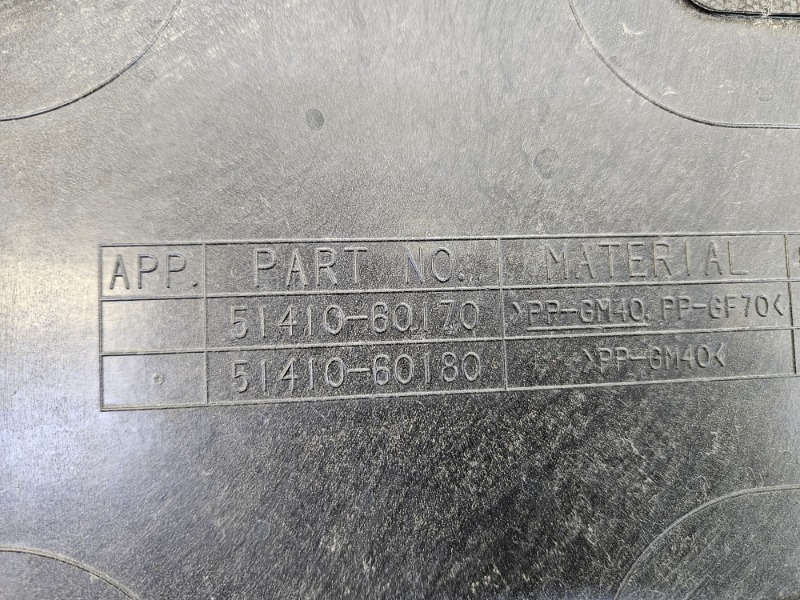 APP. PART NO. MATERIAL
51410-60170 >PP-GM40, PP-GF70<
51410-60180 >PP-GM40<